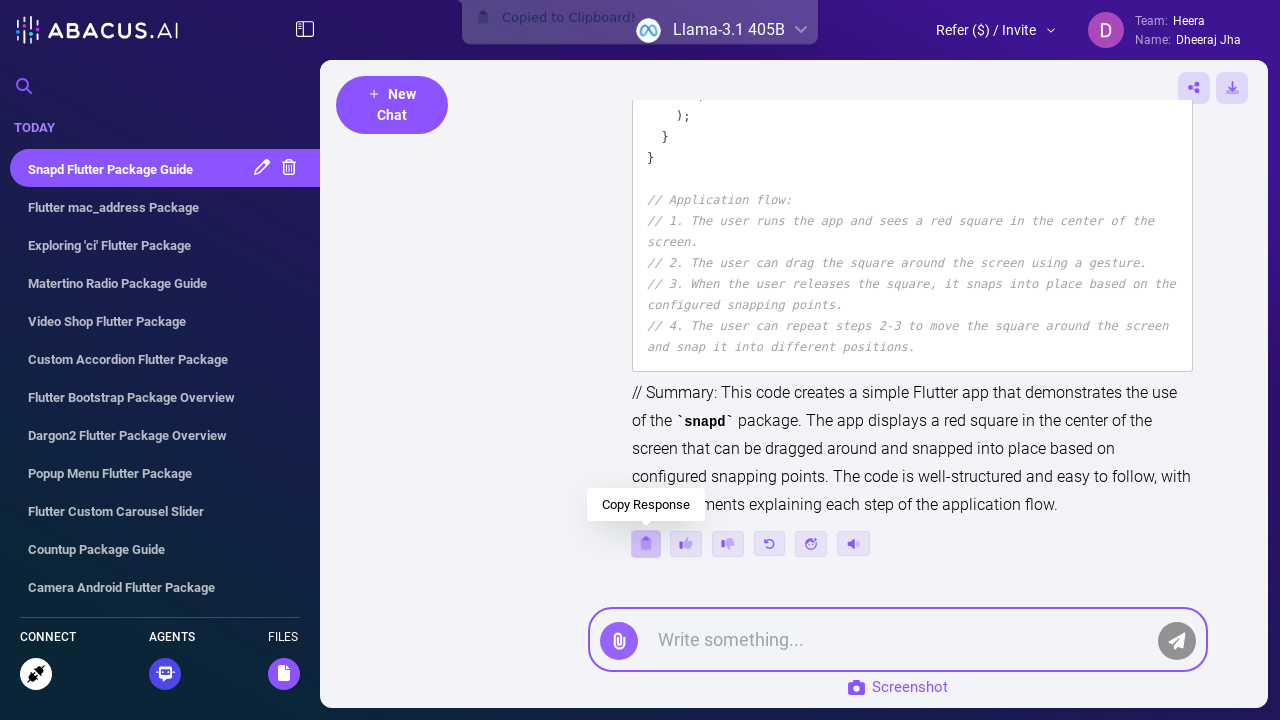 ABACUS.AI
Copied to Clipboard!
Llama-3.1 405B
Refer ($) / Invite
D
Team: Heera
Name: Dheeraj Jha
TODAY
Snapd Flutter Package Guide
Flutter mac_address Package
Exploring 'ci' Flutter Package
Matertino Radio Package Guide
Video Shop Flutter Package
Custom Accordion Flutter Package
Flutter Bootstrap Package Overview
Dargon2 Flutter Package Overview
Popup Menu Flutter Package
Flutter Custom Carousel Slider
Countup Package Guide
Camera Android Flutter Package
CONNECT
AGENTS
FILES
+ New
Chat
);
}
}
// Application flow:
// 1. The user runs the app and sees a red square in the center of the
screen.
// 2. The user can drag the square around the screen using a gesture.
// 3. When the user releases the square, it snaps into place based on the
configured snapping points.
// 4. The user can repeat steps 2-3 to move the square around the screen
and snap it into different positions.
// Summary: This code creates a simple Flutter app that demonstrates the use
of the `snapd` package. The app displays a red square in the center of the
screen that can be dragged around and snapped into place based on
configured snapping points. The code is well-structured and easy to follow, with
ments explaining each step of the application flow.
Copy Response
Write something...
Screenshot